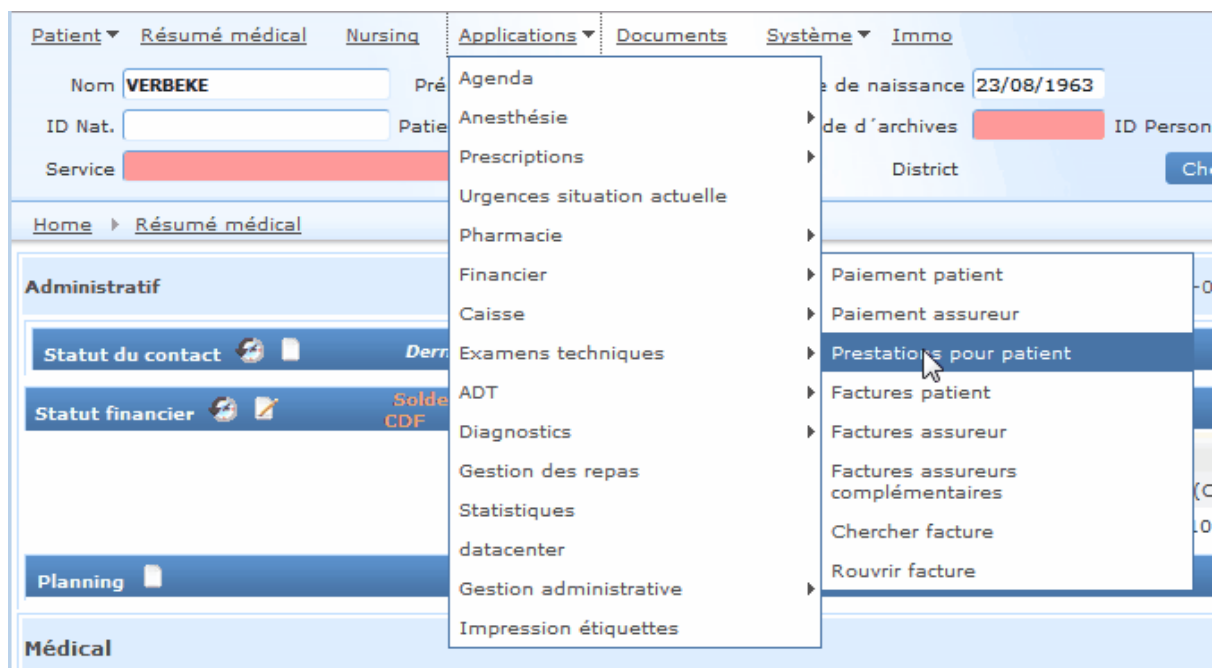 Patient Résumé médical Nursing Applications Documents Système Immo
Nom VERBEKE Pré e de naissance 23/08/1963
ID Nat. Patie de d´archives ID Person
Service District Che
Home Résumé médical
Administratif
Statut du contact Dern
Statut financier Solde
CDF
Planning
Médical
Agenda
Anesthésie
Prescriptions
Urgences situation actuelle
Pharmacie
Financier
Caisse
Examens techniques
ADT
Diagnostics
Gestion des repas
Statistiques
datacenter
Gestion administrative
Impression étiquettes
Paiement patient
Paiement assureur
Prestations pour patient
Factures patient
Factures assureur
Factures assureurs
complémentaires
Chercher facture
Rouvrir facture